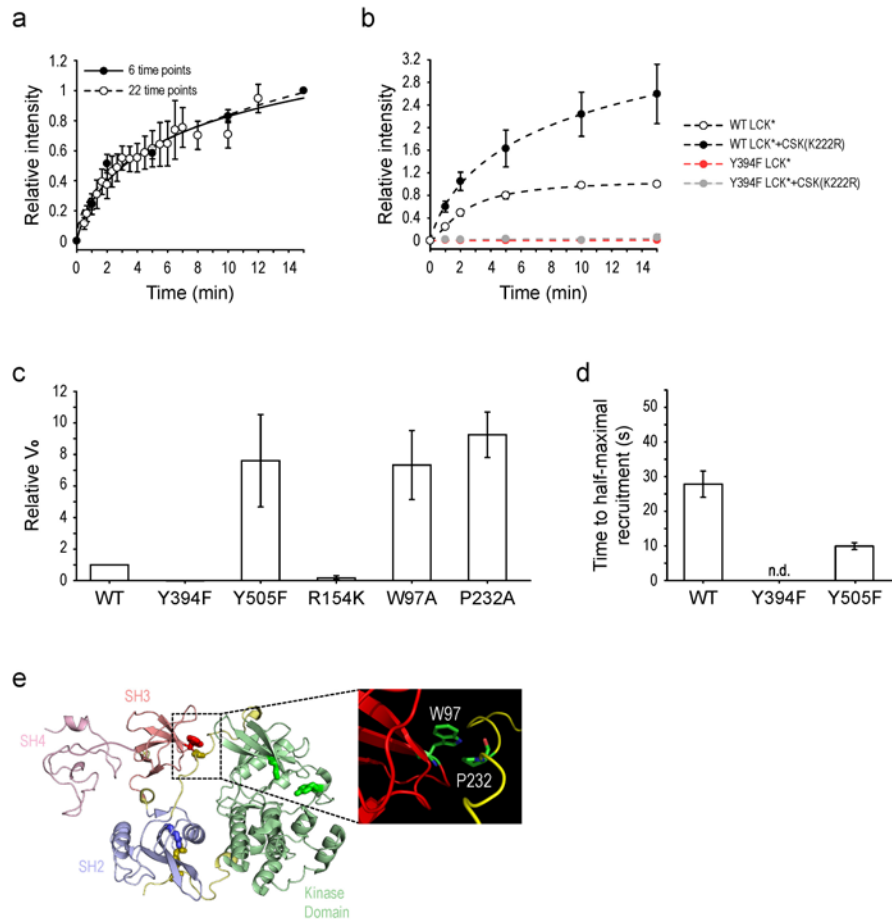 a
Relative intensity
1.2
1
0.8
0.6
0.4
0.2
0
6 time points
22 time points
0 2 4 6 8 10 12 14
Time (min)
b
Relative intensity
3.2
2.8
2.4
2.0
1.6
1.2
0.8
0.4
0
0 2 4 6 8 10 12 14
Time (min)
WT LCK*
WT LCK*+CSK(K222R)
Y394F LCK*
Y394F LCK*+CSK(K222R)
c
Relative V₀
12
10
8
6
4
2
0
WT Y394F Y505F R154K W97A P232A
d
Time to half-maximal
recruitment (s)
50
40
30
20
10
0
n.d.
WT Y394F Y505F
e
SH4
SH3
SH2
Kinase
Domain
W97
P232